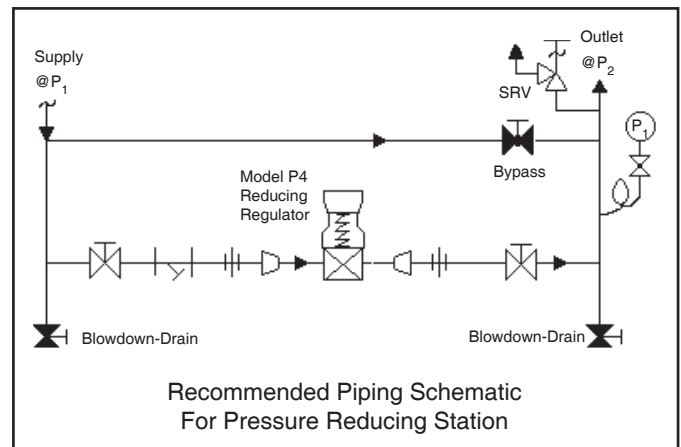 Supply
@P1
Outlet
@P2
SRV
P1
Bypass
Model P4
Reducing
Regulator
Blowdown-Drain
Blowdown-Drain
Recommended Piping Schematic
For Pressure Reducing Station